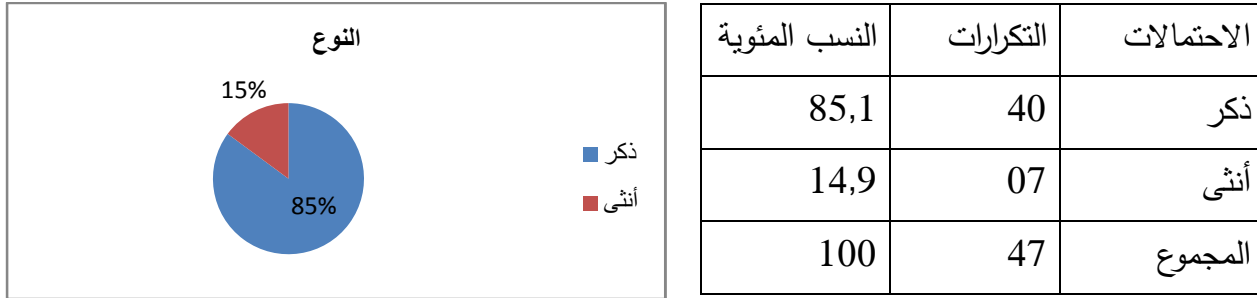 النوع
15%
85%
ذكر
أنثى
الاحتمالات التكرارات النسب المئوية
ذكر 40 85,1
أنثى 07 14,9
المجموع 47 100